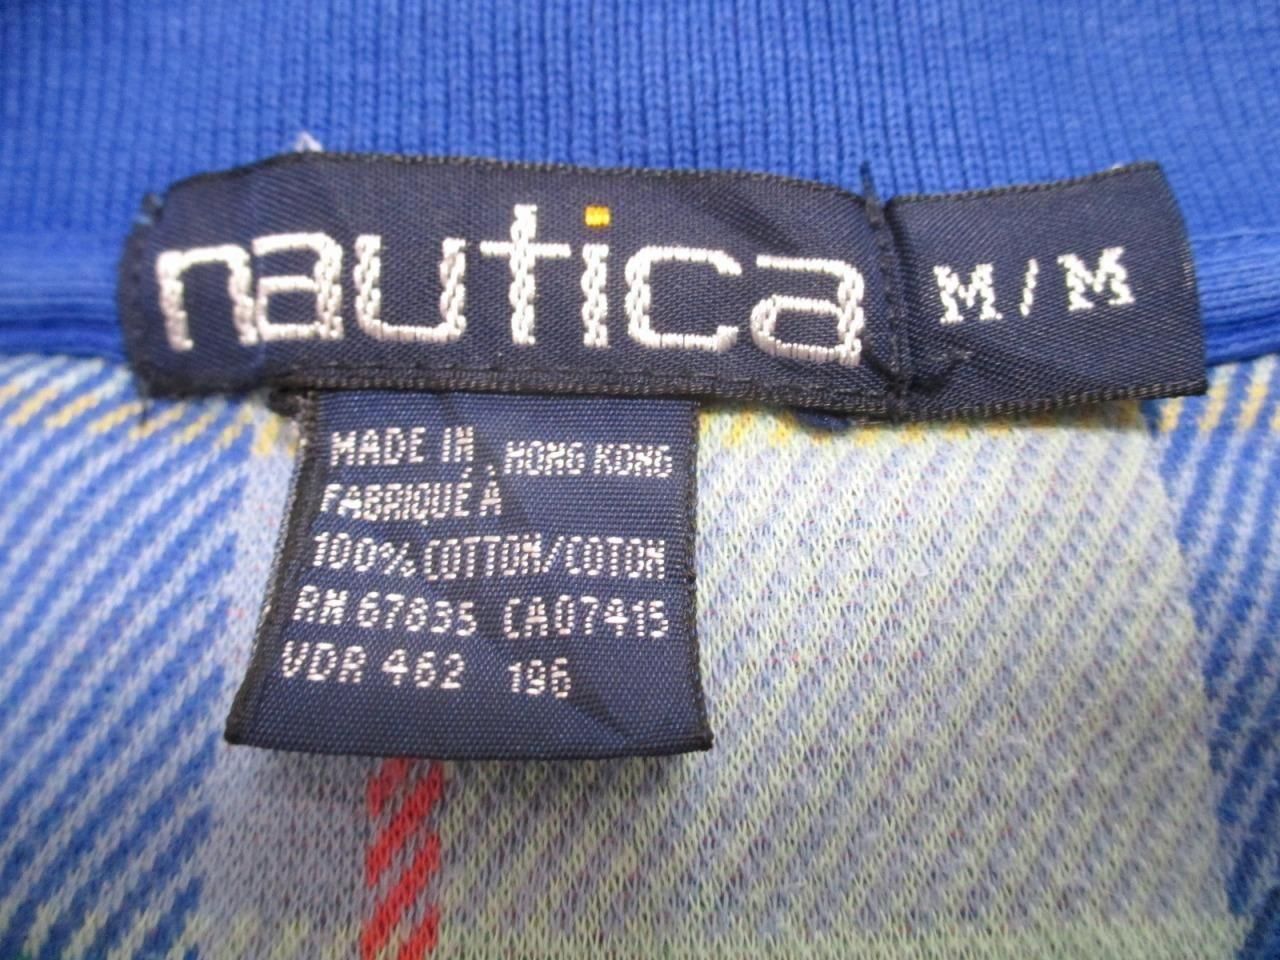 nautica M/M
MADE IN HONG KONG
FABRIQUÉ À
100% COTTON/COTON
RN 67835 CA07415
VDR 462 196